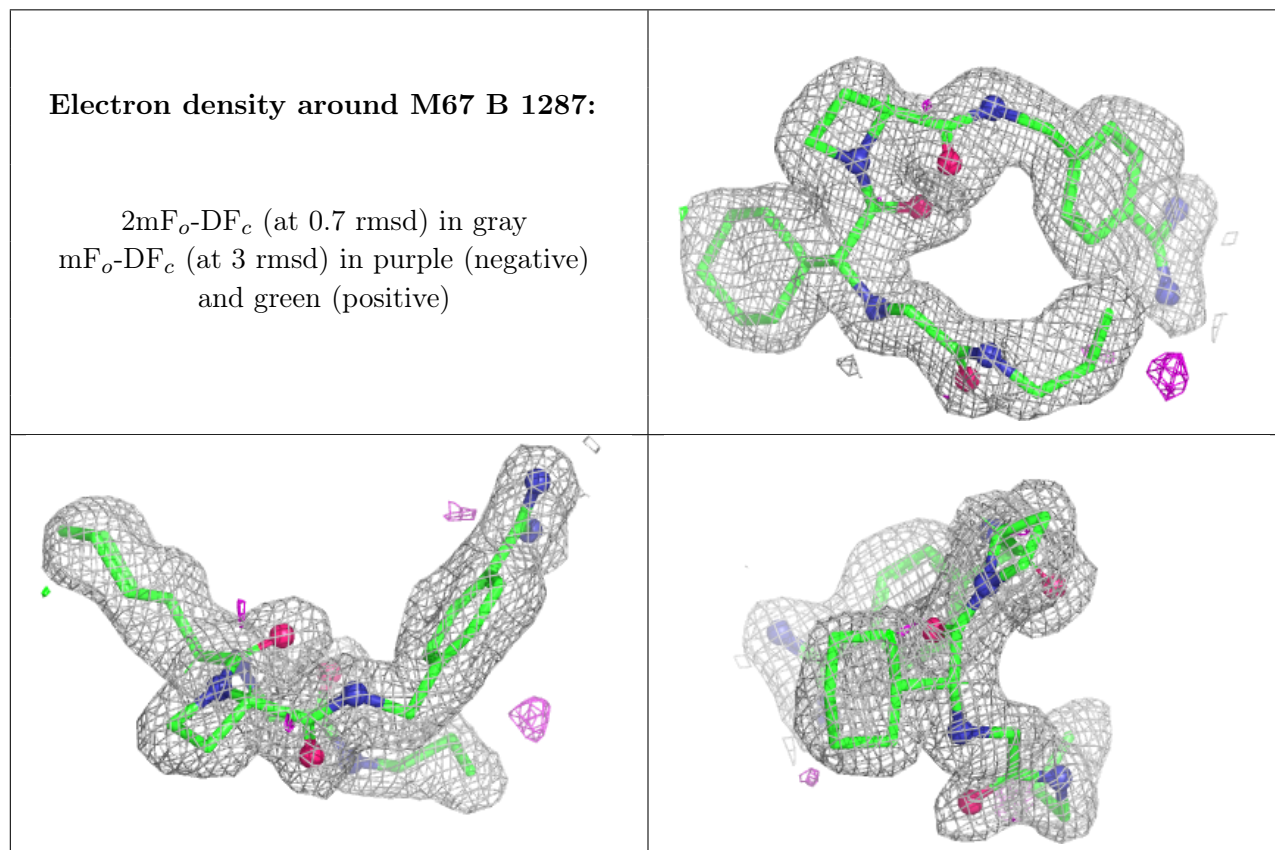 Electron density around M67 B 1287:
2mFo-DFc (at 0.7 rmsd) in gray
mFo-DFc (at 3 rmsd) in purple (negative)
and green (positive)